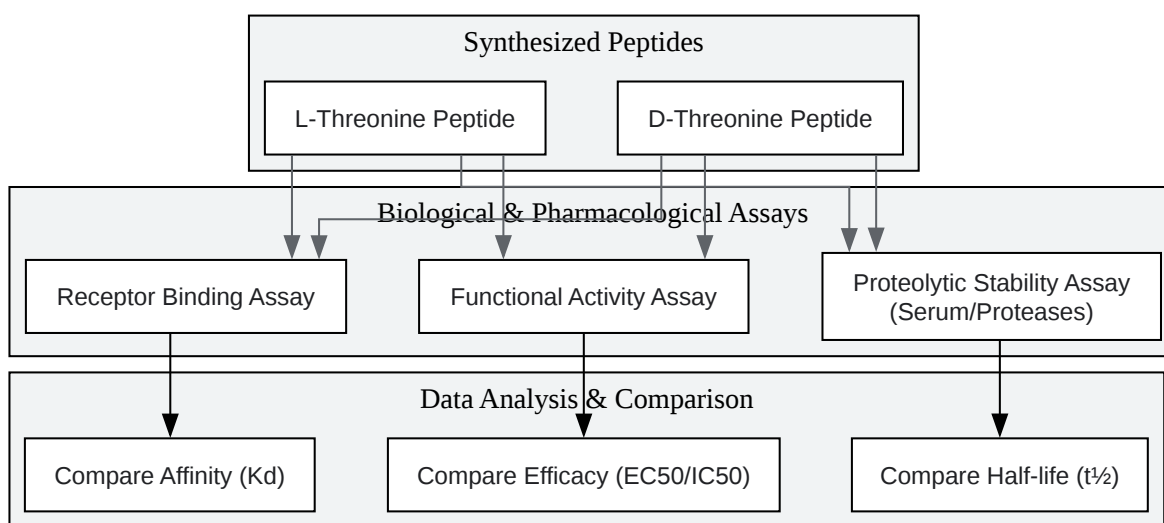 Synthesized Peptides
L-Threonine Peptide
D-Threonine Peptide
Biological & Pharmacological Assays
Receptor Binding Assay
Functional Activity Assay
Proteolytic Stability Assay
(Serum/Proteases)
Data Analysis & Comparison
Compare Affinity (Kd)
Compare Efficacy (EC50/IC50)
Compare Half-life (t½)